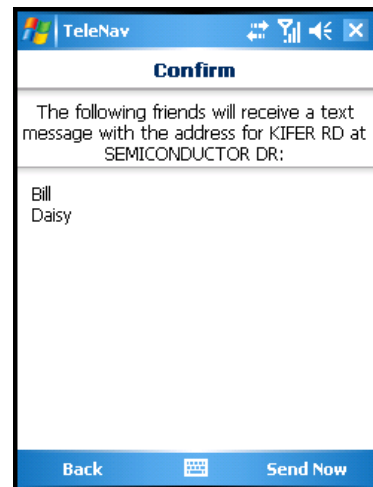 TeleNav
Confirm
The following friends will receive a text
message with the address for KIFER RD at
SEMICONDUCTOR DR:
Bill
Daisy
Back Send Now